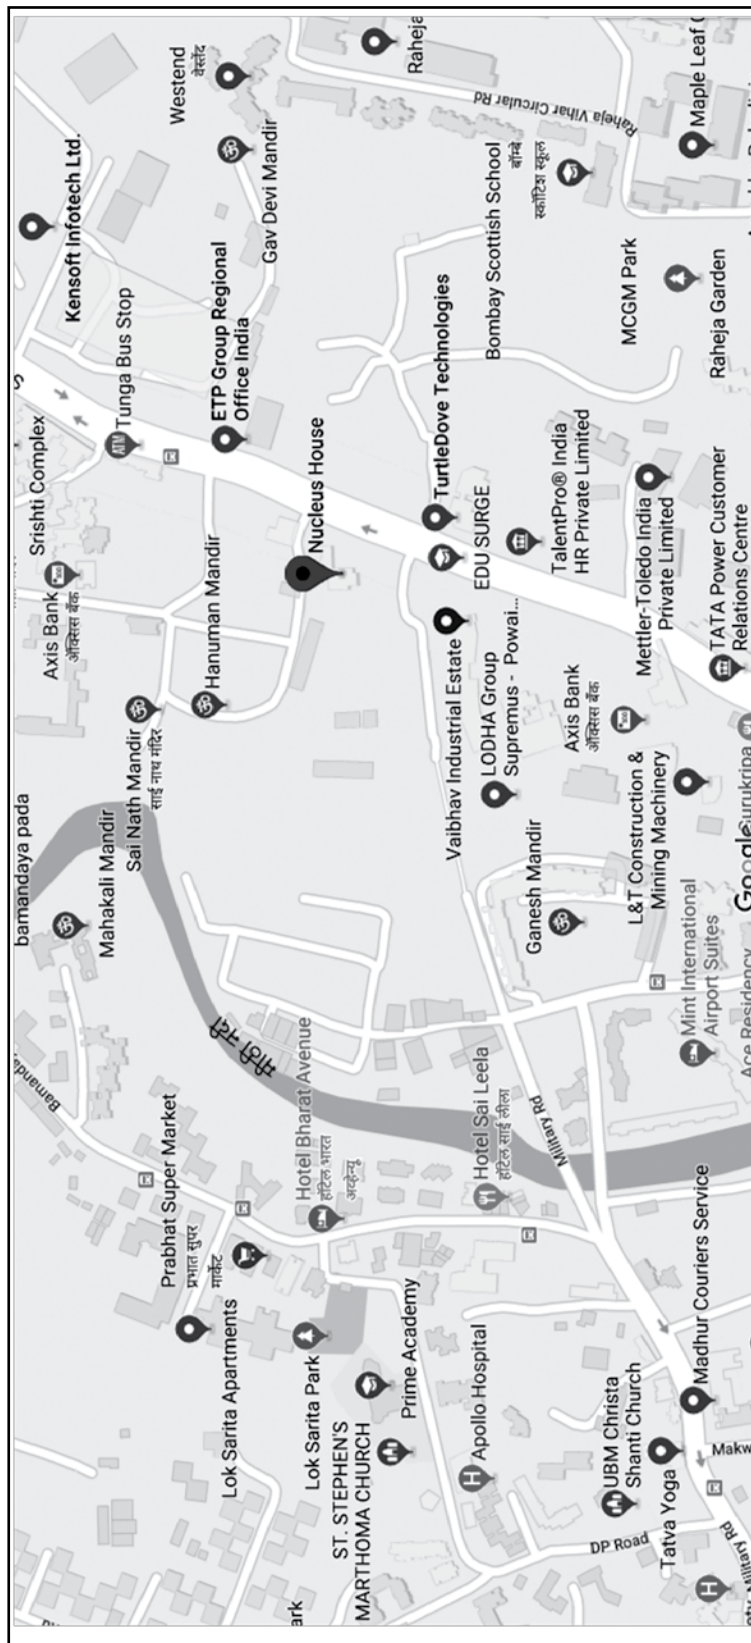 bamandaya pada
Mahakali Mandir
Sai Nath Mandir
साई नाथ मंदिर
Axis Bank
ॲक्सिस बँक
Srishti Complex
ATM
Tunga Bus Stop
Kensoft Infotech Ltd.
Hanuman Mandir
ETP Group Regional
Office India
Westend
वेस्टेंड
Gav Devi Mandir
Nucleus House
Raheja
Raheja Vihar Circular Rd
Maple Leaf
Bombay Scottish School
बॉम्बे
स्कॉटिश स्कूल
MCGM Park
Raheja Garden
TurtleDove Technologies
EDU SURGE
TalentPro® India
HR Private Limited
Mettler-Toledo India
Private Limited
TATA Power Customer
Relations Centre
Vaibhav Industrial Estate
LODHA Group
Supremus - Powai...
Axis Bank
ॲक्सिस बँक
Ganesh Mandir
L&T Construction &
Mining Machinery
Gurukripa
Google
Mint International
Airport Suites
Ace Residency
मीठी नदी
Prabhat Super Market
प्रभात सुपर
मार्केट
Hotel Bharat Avenue
हॉटेल भारत
अव्हेन्यू
Hotel Sai Leela
हॉटेल साई लीला
Military Rd
Madhur Couriers Service
Lok Sarita Apartments
Lok Sarita Park
Prime Academy
ST. STEPHEN'S
MARTHOMA CHURCH
H
Apollo Hospital
UBM Christa
Shanti Church
Tatva Yoga
DP Road
Military Rd
H